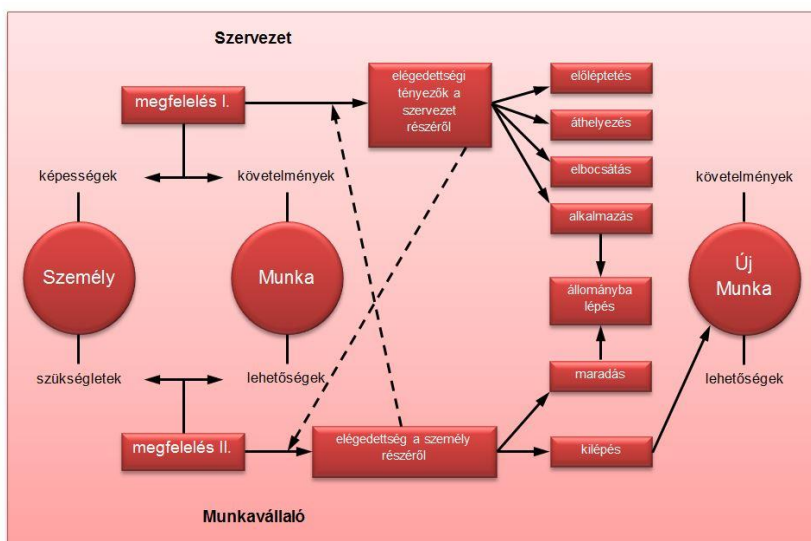 Szervezet
megfelelés I.
elégedettségi
tényezők a
szervezet
részéről
előléptetés
áthelyezés
elbocsátás
alkalmazás
képességek
követelmények
követelmények
Személy
Munka
Új
Munka
állományba
lépés
szükségletek
lehetőségek
maradás
lehetőségek
megfelelés II.
elégedettség a személy
részéről
kilépés
Munkavállaló